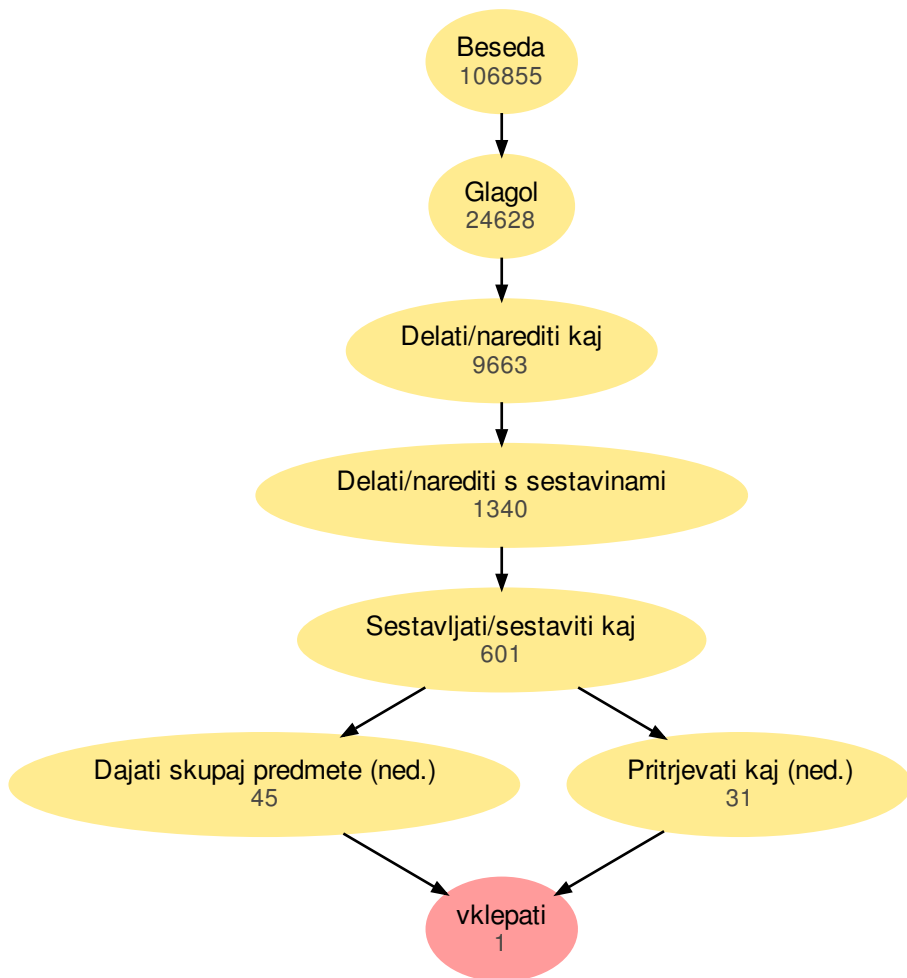 Beseda
106855
Glagol
24628
Delati/narediti kaj
9663
Delati/narediti s sestavinami
1340
Sestavljati/sestaviti kaj
601
Dajati skupaj predmete (ned.)
45
Pritrjevati kaj (ned.)
31
vklepati
1